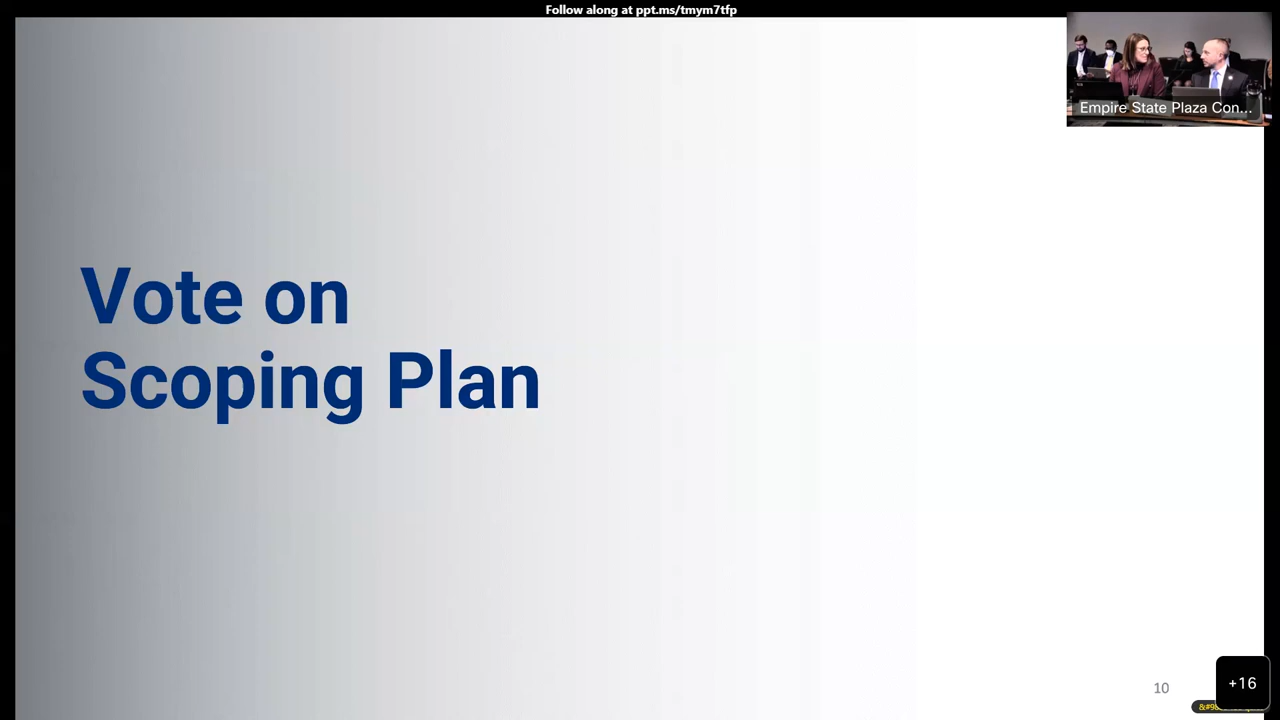 Follow along at ppt.ms/tmym7tfp
Empire State Plaza Con...
Vote on
Scoping Plan
10
+16